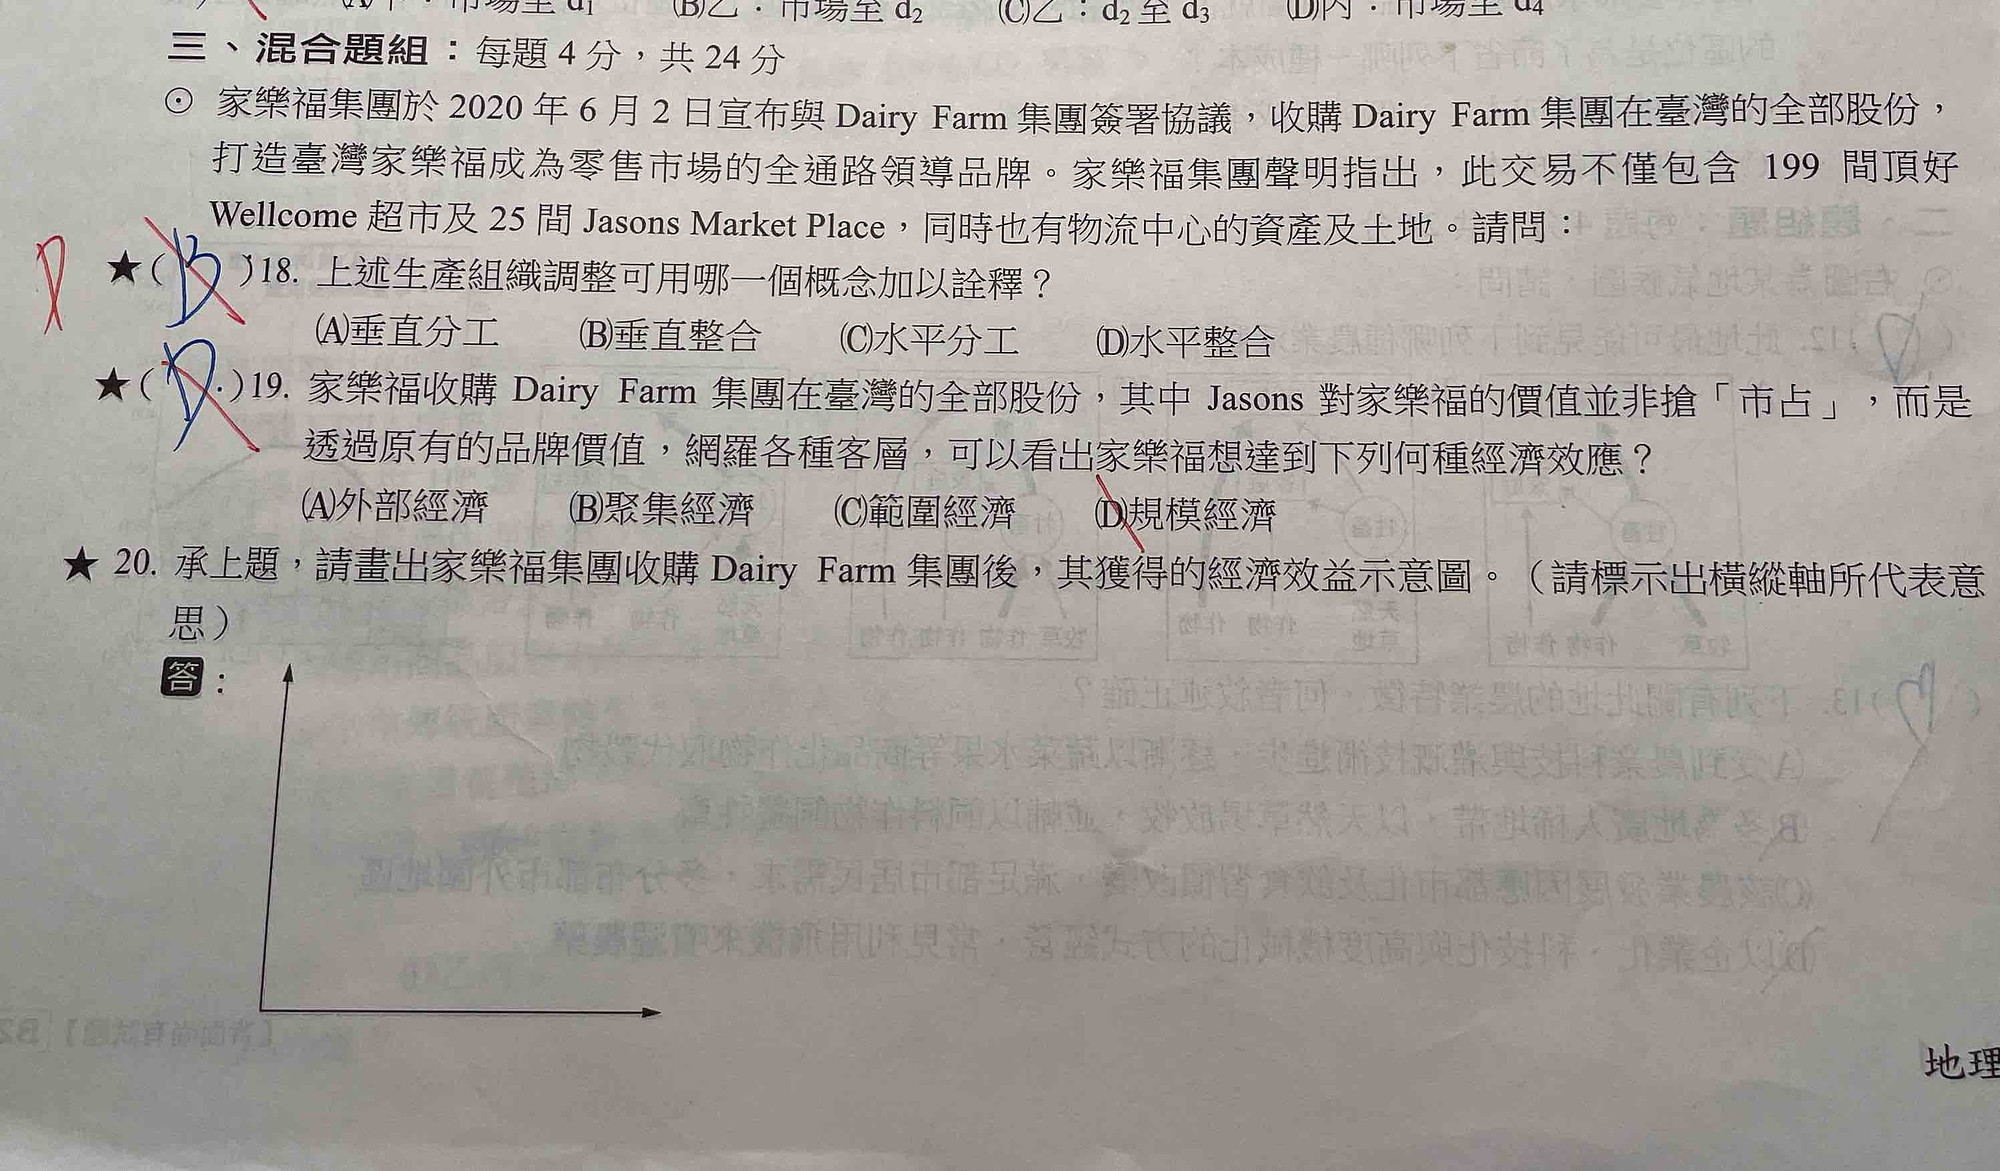 (B)乙：市場至 d2 (C)乙：d2 至 d3 (D)丙：市場至 d4
三、混合題組：每題 4 分，共 24 分
⊙ 家樂福集團於 2020 年 6 月 2 日宣布與 Dairy Farm 集團簽署協議，收購 Dairy Farm 集團在臺灣的全部股份，
打造臺灣家樂福成為零售市場的全通路領導品牌。家樂福集團聲明指出，此交易不僅包含 199 間頂好
Wellcome 超市及 25 間 Jasons Market Place，同時也有物流中心的資產及土地。請問：
D ★( B )18. 上述生產組織調整可用哪一個概念加以詮釋？
(A)垂直分工 (B)垂直整合 (C)水平分工 (D)水平整合
★( D )19. 家樂福收購 Dairy Farm 集團在臺灣的全部股份，其中 Jasons 對家樂福的價值並非搶「市占」，而是
透過原有的品牌價值，網羅各種客層，可以看出家樂福想達到下列何種經濟效應？
(A)外部經濟 (B)聚集經濟 (C)範圍經濟 (D)規模經濟
★ 20. 承上題，請畫出家樂福集團收購 Dairy Farm 集團後，其獲得的經濟效益示意圖。（請標示出橫縱軸所代表意
思）
答：
地理